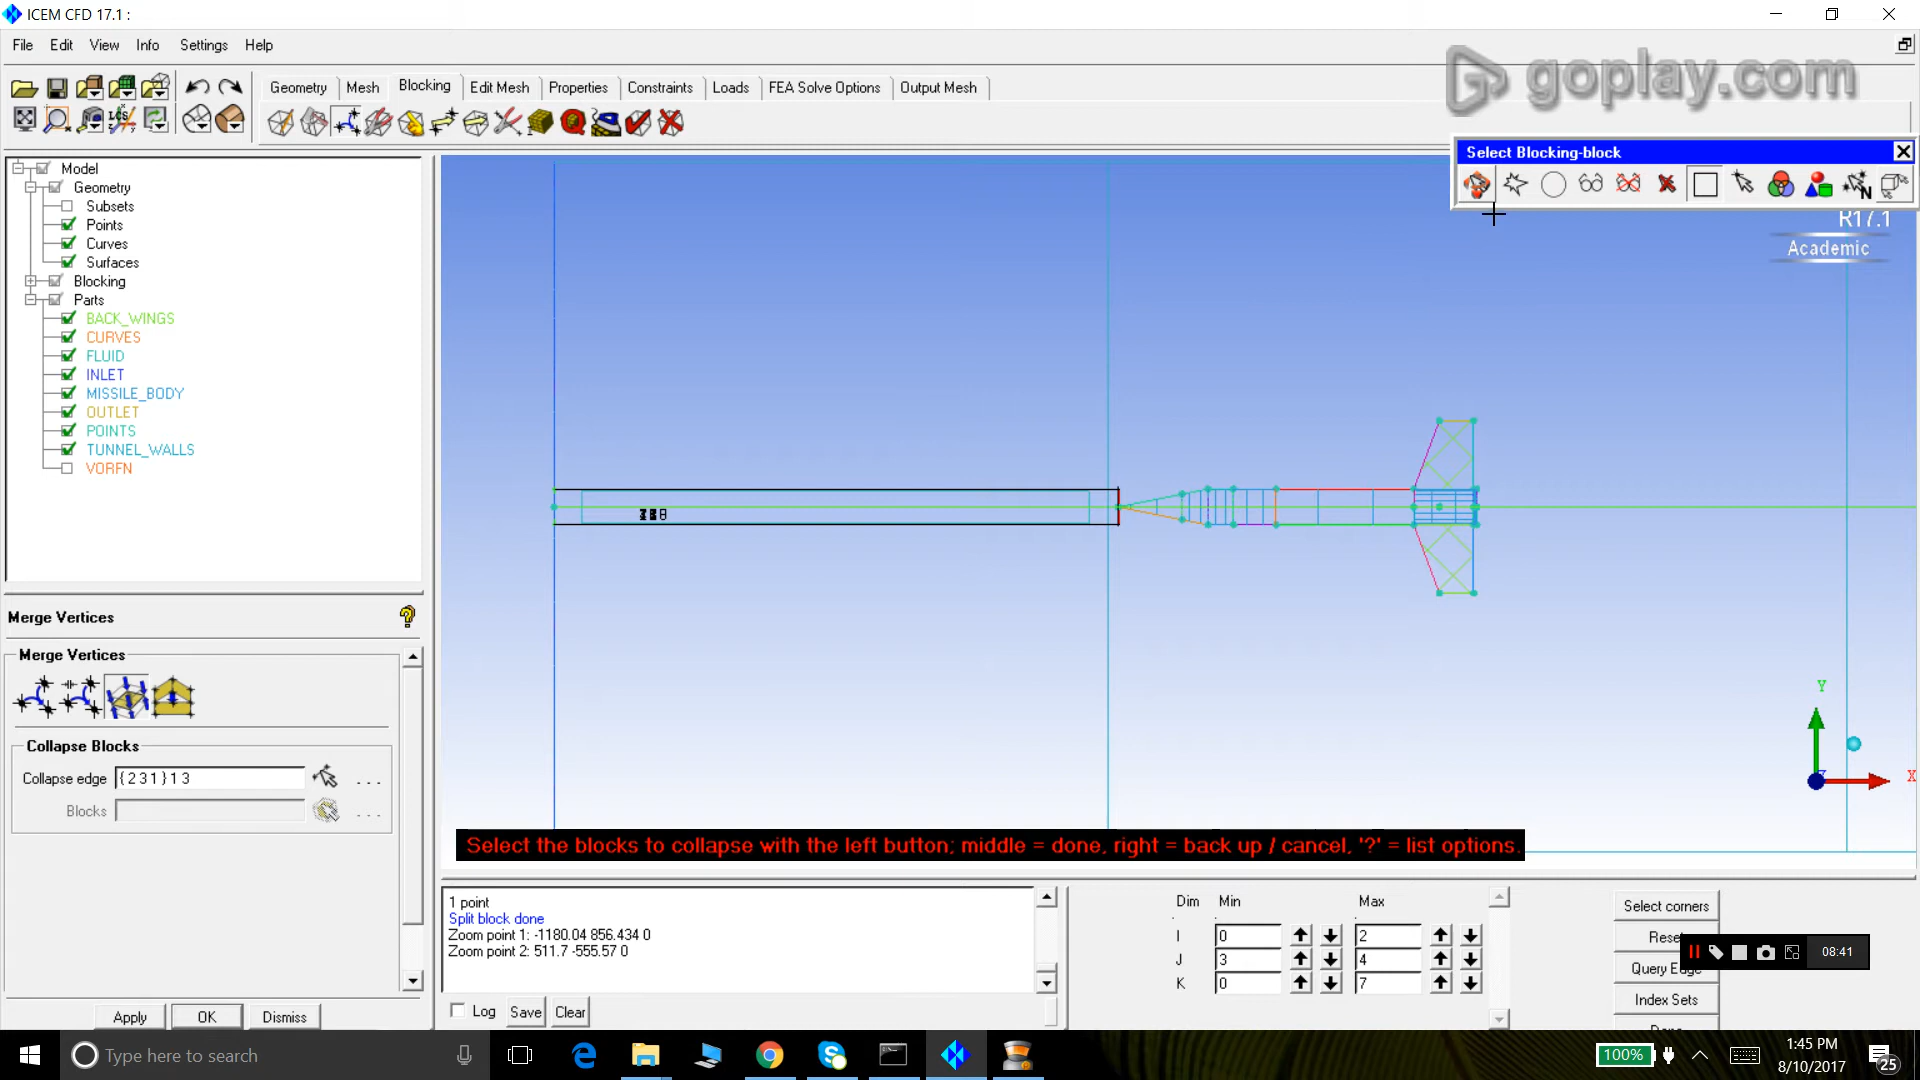 ICEM CFD 17.1 :
File Edit View Info Settings Help
goplay.com
Geometry Mesh Blocking Edit Mesh Properties Constraints Loads FEA Solve Options Output Mesh
Select Blocking-block
R17.1
Academic
Model
Geometry
Subsets
Points
Curves
Surfaces
Blocking
Parts
BACK_WINGS
CURVES
FLUID
INLET
MISSILE_BODY
OUTLET
POINTS
TUNNEL_WALLS
VORFN
Merge Vertices
Merge Vertices
Collapse Blocks
Collapse edge { 2 3 1 } 1 3
Blocks
Y
X
Select the blocks to collapse with the left button; middle = done, right = back up / cancel, '?' = list options.
1 point
Split block done
Zoom point 1: -1180.04 856.434 0
Zoom point 2: 511.7 -555.57 0
Log Save Clear
Dim Min Max
I 0 2
J 3 4
K 0 7
Select corners
Reset
Query Edge
Index Sets
08:41
Apply OK Dismiss
Type here to search
100%
1:45 PM
8/10/2017
25